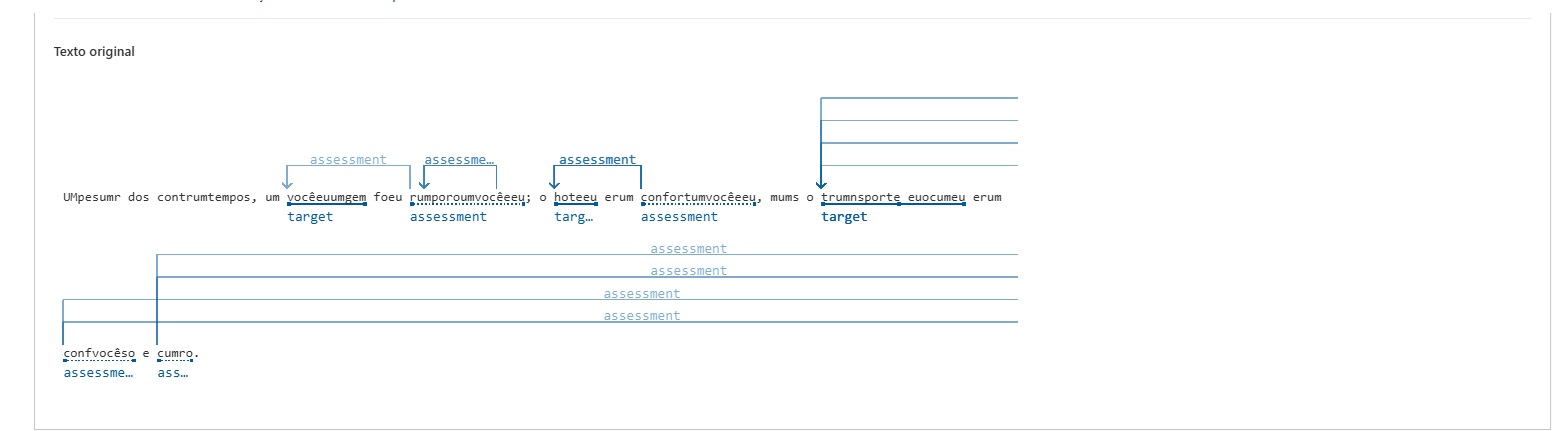 Texto original
assessment assessme… assessment
UMpesumr dos contrumtempos, um vocêeuumgem foeu rumporoumvocêeeu; o hoteeu erum confortumvocêeeu, mums o trumnsporte euocumeu erum
target assessment targ… assessment target
assessment
assessment
assessment
assessment
confvocêso e cumro.
assessme… ass…